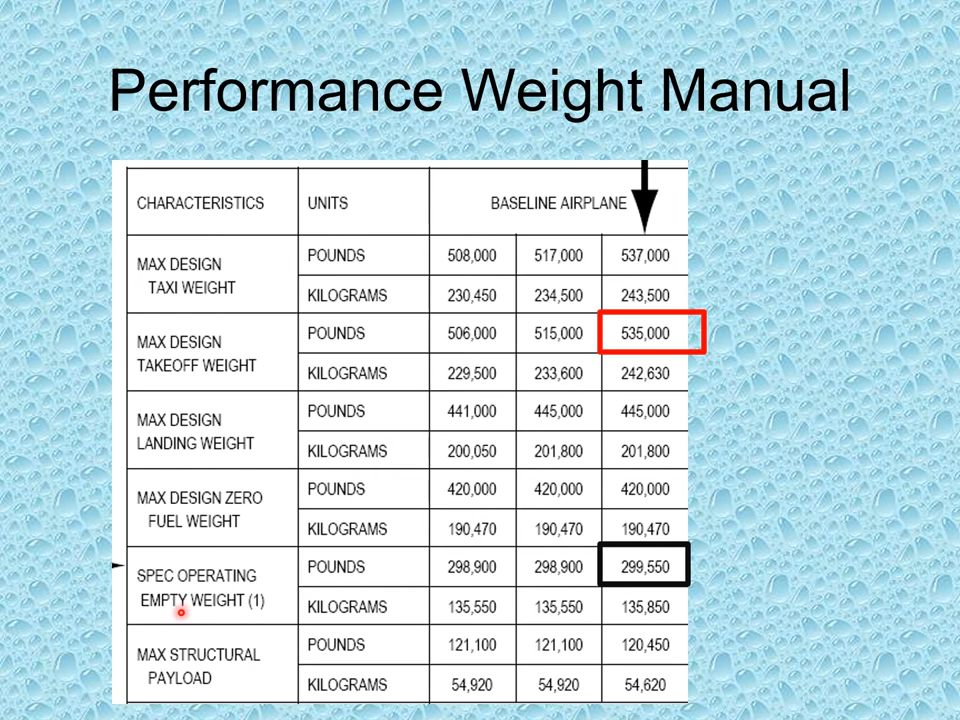 Performance Weight Manual
CHARACTERISTICS UNITS BASELINE AIRPLANE
MAX DESIGN
TAXI WEIGHT
POUNDS 508,000 517,000 537,000
KILOGRAMS 230,450 234,500 243,500
MAX DESIGN
TAKEOFF WEIGHT
POUNDS 506,000 515,000 535,000
KILOGRAMS 229,500 233,600 242,630
MAX DESIGN
LANDING WEIGHT
POUNDS 441,000 445,000 445,000
KILOGRAMS 200,050 201,800 201,800
MAX DESIGN ZERO
FUEL WEIGHT
POUNDS 420,000 420,000 420,000
KILOGRAMS 190,470 190,470 190,470
SPEC OPERATING
EMPTY WEIGHT (1)
POUNDS 298,900 298,900 299,550
KILOGRAMS 135,550 135,550 135,850
MAX STRUCTURAL
PAYLOAD
POUNDS 121,100 121,100 120,450
KILOGRAMS 54,920 54,920 54,620